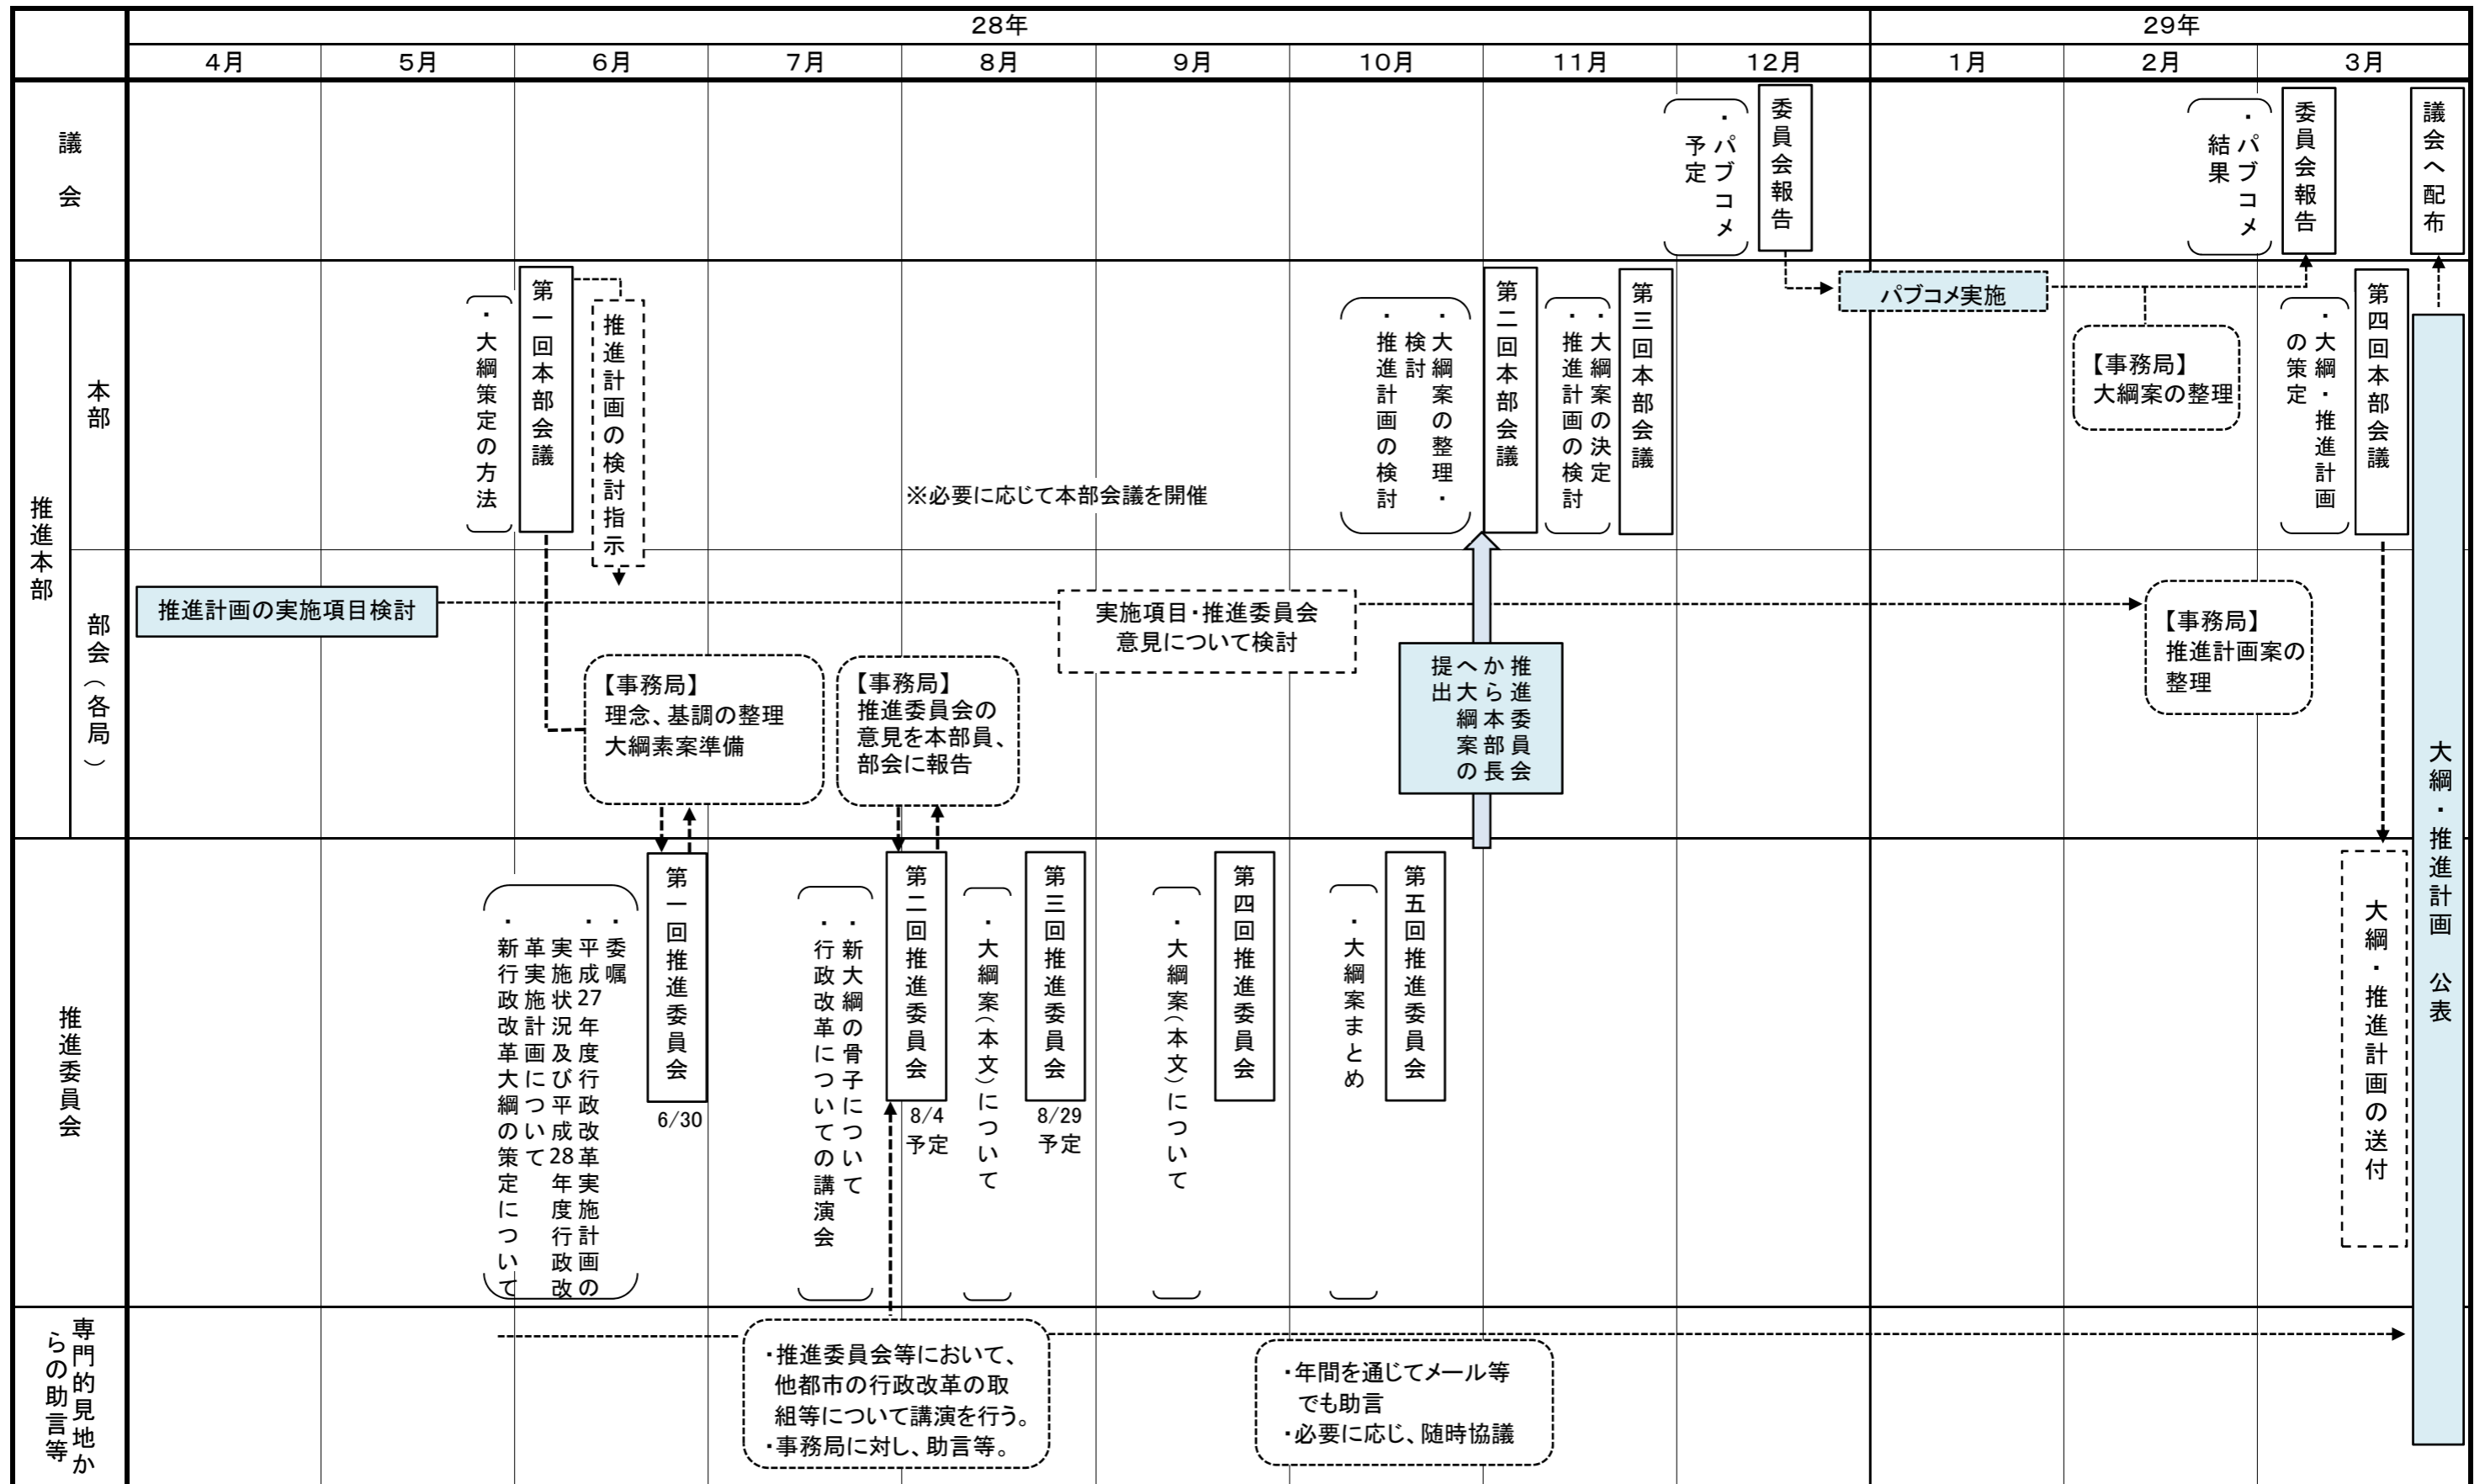 28年
29年
4月
5月
6月
7月
8月
9月
10月
11月
12月
1月
2月
3月
議会
・パブコメ
予定
委員会報告
・パブコメ
結果
委員会報告
議会へ配布
推進本部
本部
・大綱策定の方法
第一回本部会議
推進計画の検討指示
※必要に応じて本部会議を開催
・大綱案の整理・
検討
・推進計画の検討
第二回本部会議
・大綱案の決定
・推進計画の検討
第三回本部会議
パブコメ実施
【事務局】
大綱案の整理
・大綱・推進計画
の策定
第四回本部会議
部会（各局）
推進計画の実施項目検討
実施項目・推進委員会
意見について検討
【事務局】
理念、基調の整理
大綱素案準備
【事務局】
推進委員会の
意見を本部員、
部会に報告
推進委員会
から本部長
へ大綱案の
提出
【事務局】
推進計画案の
整理
大綱・推進計画　公表
推進委員会
・委嘱
・平成27年度行政改革実施計画の
実施状況及び平成28年度行政改
革実施計画について
・新行政改革大綱の策定について
第一回推進委員会
6/30
・新大綱の骨子について
・行政改革についての講演会
第二回推進委員会
8/4
予定
・大綱案（本文）について
第三回推進委員会
8/29
予定
・大綱案（本文）について
第四回推進委員会
・大綱案まとめ
第五回推進委員会
大綱・推進計画の送付
専門的見地か
らの助言等
・推進委員会等において、
他都市の行政改革の取
組等について講演を行う。
・事務局に対し、助言等。
・年間を通じてメール等
でも助言
・必要に応じ、随時協議